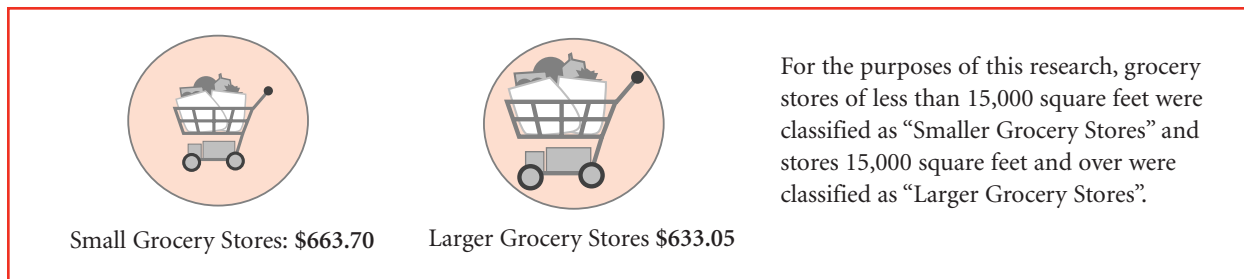 Small Grocery Stores: $663.70
Larger Grocery Stores $633.05
For the purposes of this research, grocery
stores of less than 15,000 square feet were
classified as “Smaller Grocery Stores” and
stores 15,000 square feet and over were
classified as “Larger Grocery Stores”.